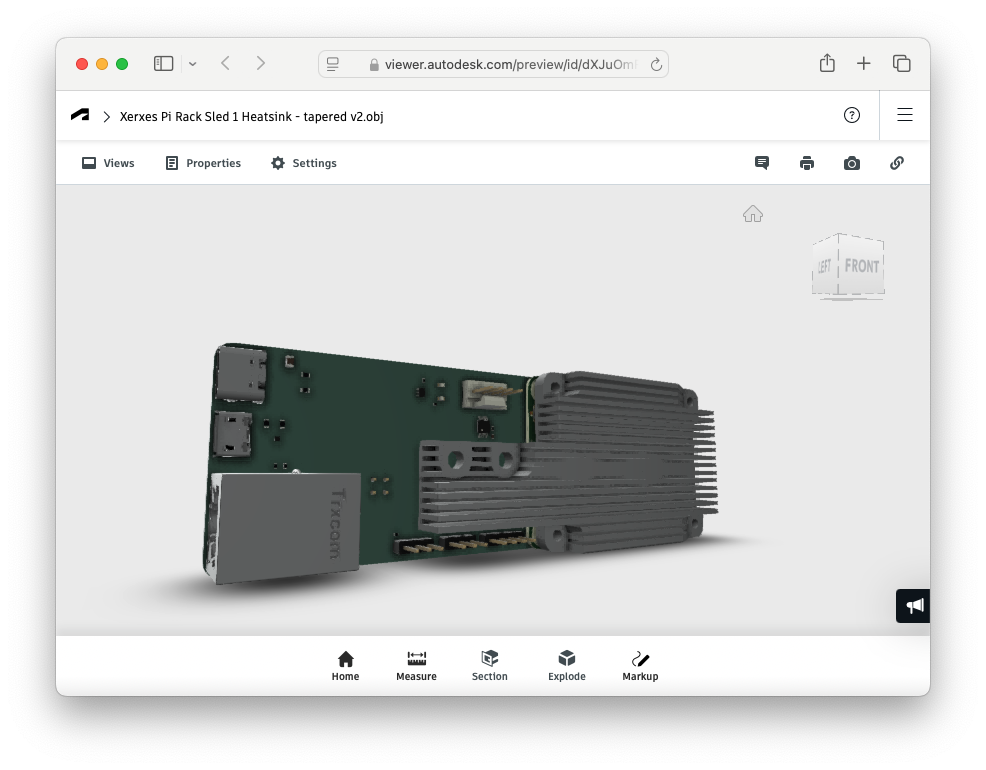 viewer.autodesk.com/preview/id/dXJuOm
Xerxes Pi Rack Sled 1 Heatsink - tapered v2.obj
Views Properties Settings
LEFT FRONT
Trxcom
Home Measure Section Explode Markup